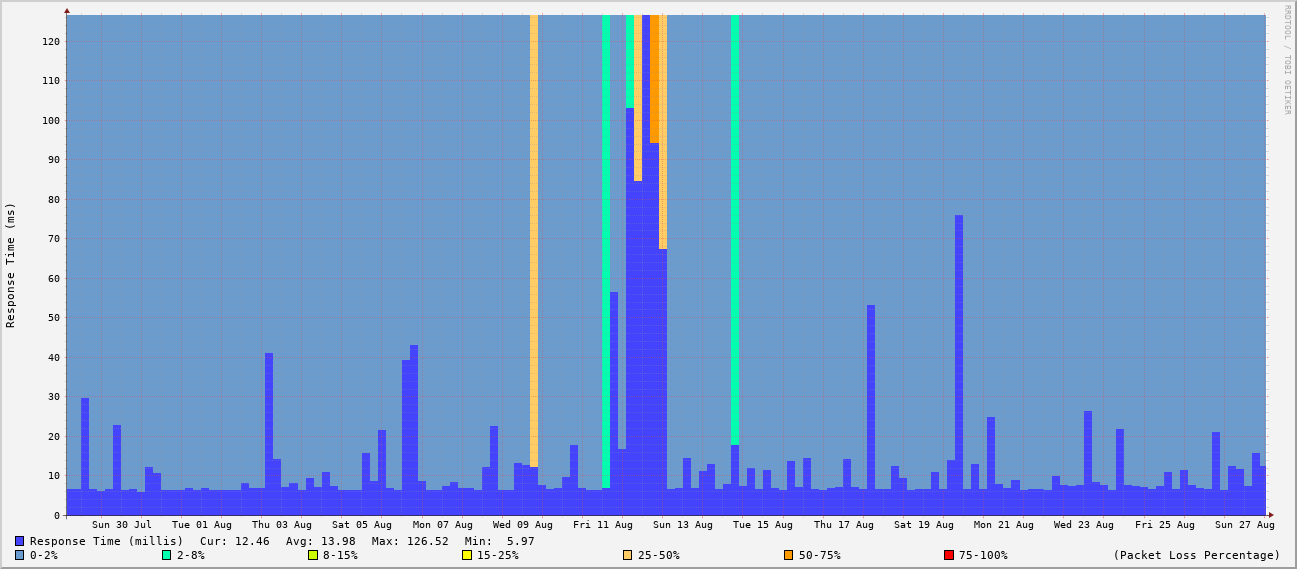 RRDTOOL / TOBI OETIKER
Response Time (ms)
120
110
100
90
80
70
60
50
40
30
20
10
0
Sun 30 Jul Tue 01 Aug Thu 03 Aug Sat 05 Aug Mon 07 Aug Wed 09 Aug Fri 11 Aug Sun 13 Aug Tue 15 Aug Thu 17 Aug Sat 19 Aug Mon 21 Aug Wed 23 Aug Fri 25 Aug Sun 27 Aug
Response Time (millis) Cur: 12.46 Avg: 13.98 Max: 126.52 Min: 5.97
0-2% 2-8% 8-15% 15-25% 25-50% 50-75% 75-100% (Packet Loss Percentage)